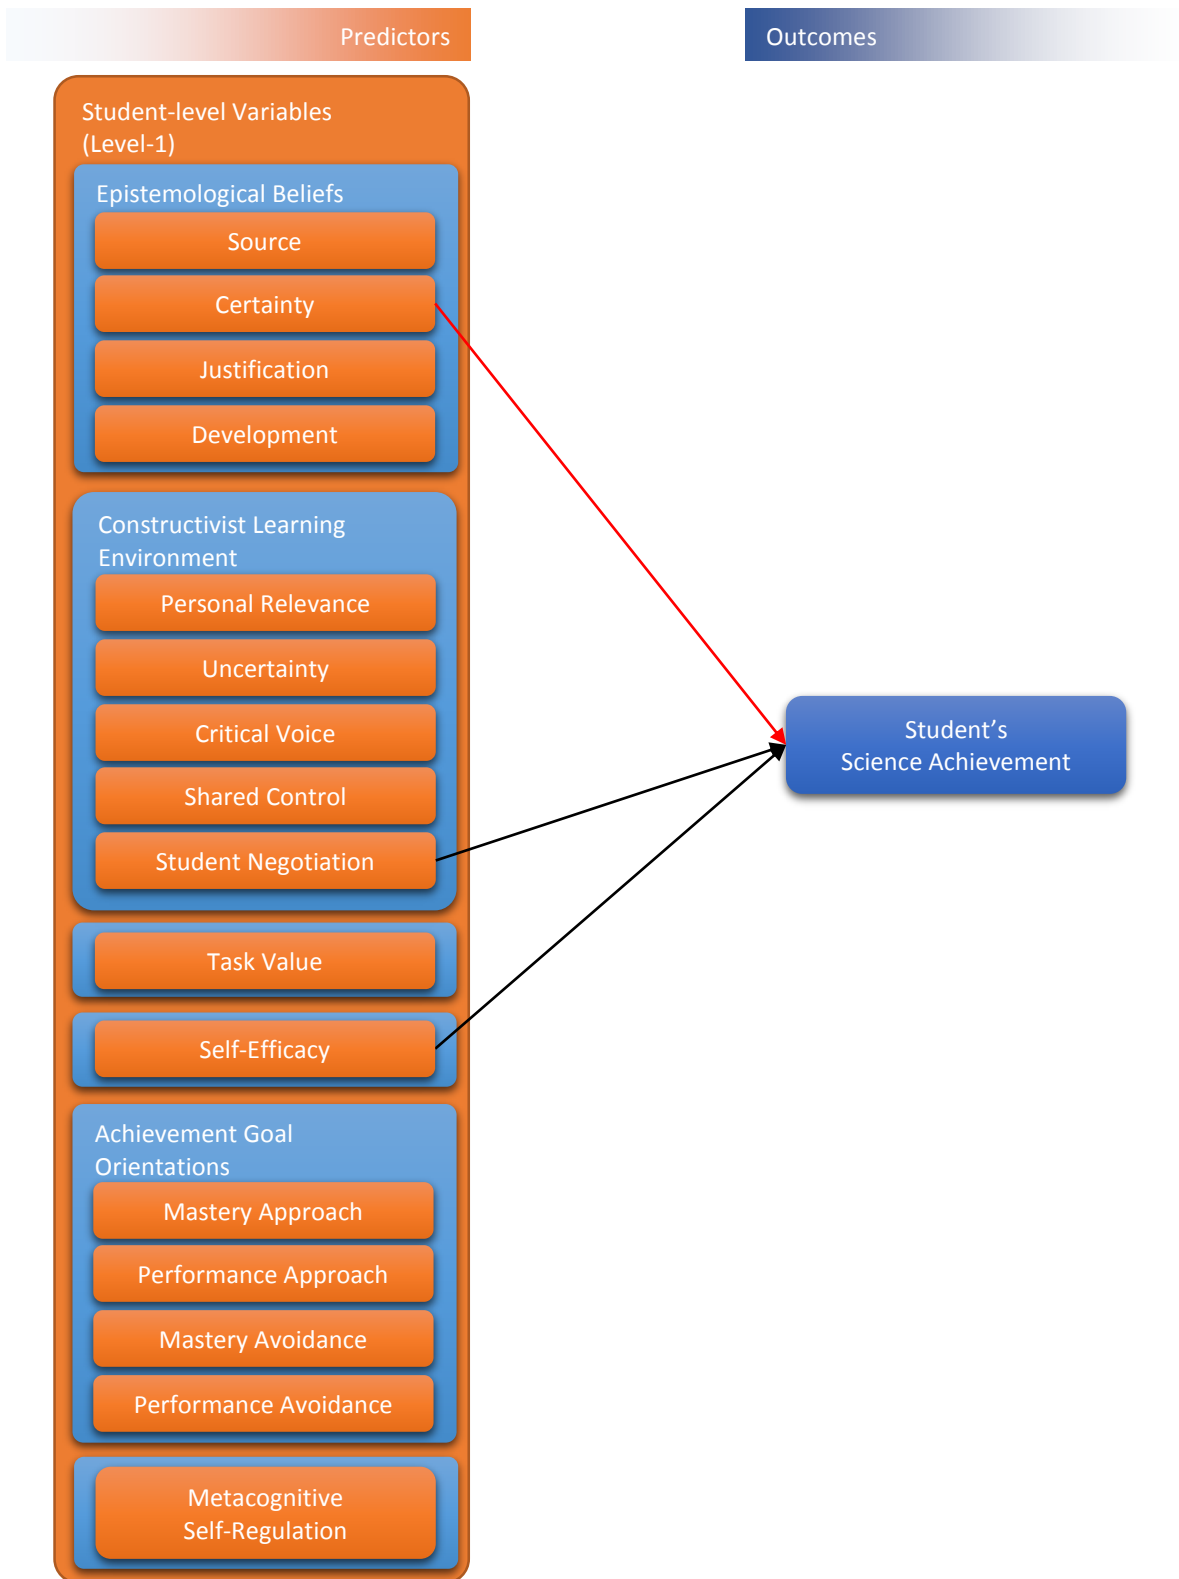 Predictors
Outcomes
Student-level Variables
(Level-1)
Epistemological Beliefs
Source
Certainty
Justification
Development
Constructivist Learning
Environment
Personal Relevance
Uncertainty
Critical Voice
Shared Control
Student Negotiation
Task Value
Self-Efficacy
Achievement Goal
Orientations
Mastery Approach
Performance Approach
Mastery Avoidance
Performance Avoidance
Metacognitive
Self-Regulation
Student’s
Science Achievement